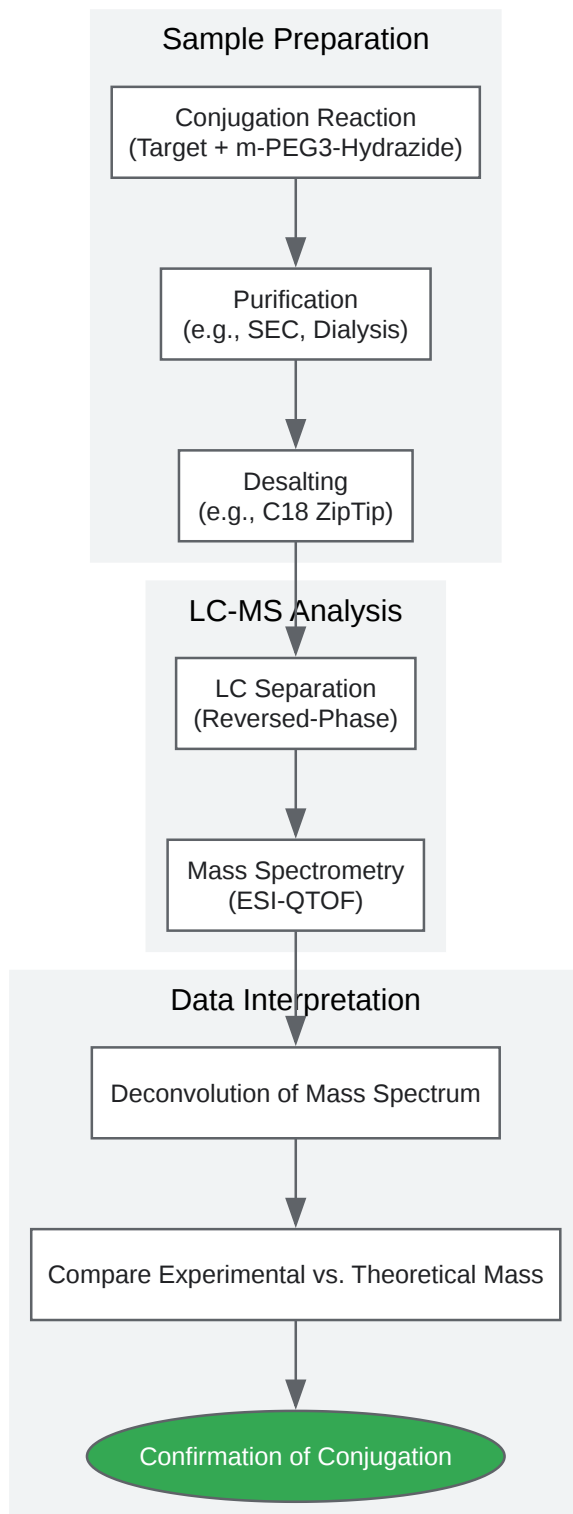 Sample Preparation
Conjugation Reaction
(Target + m-PEG3-Hydrazide)
Purification
(e.g., SEC, Dialysis)
Desalting
(e.g., C18 ZipTip)
LC-MS Analysis
LC Separation
(Reversed-Phase)
Mass Spectrometry
(ESI-QTOF)
Data Interpretation
Deconvolution of Mass Spectrum
Compare Experimental vs. Theoretical Mass
Confirmation of Conjugation